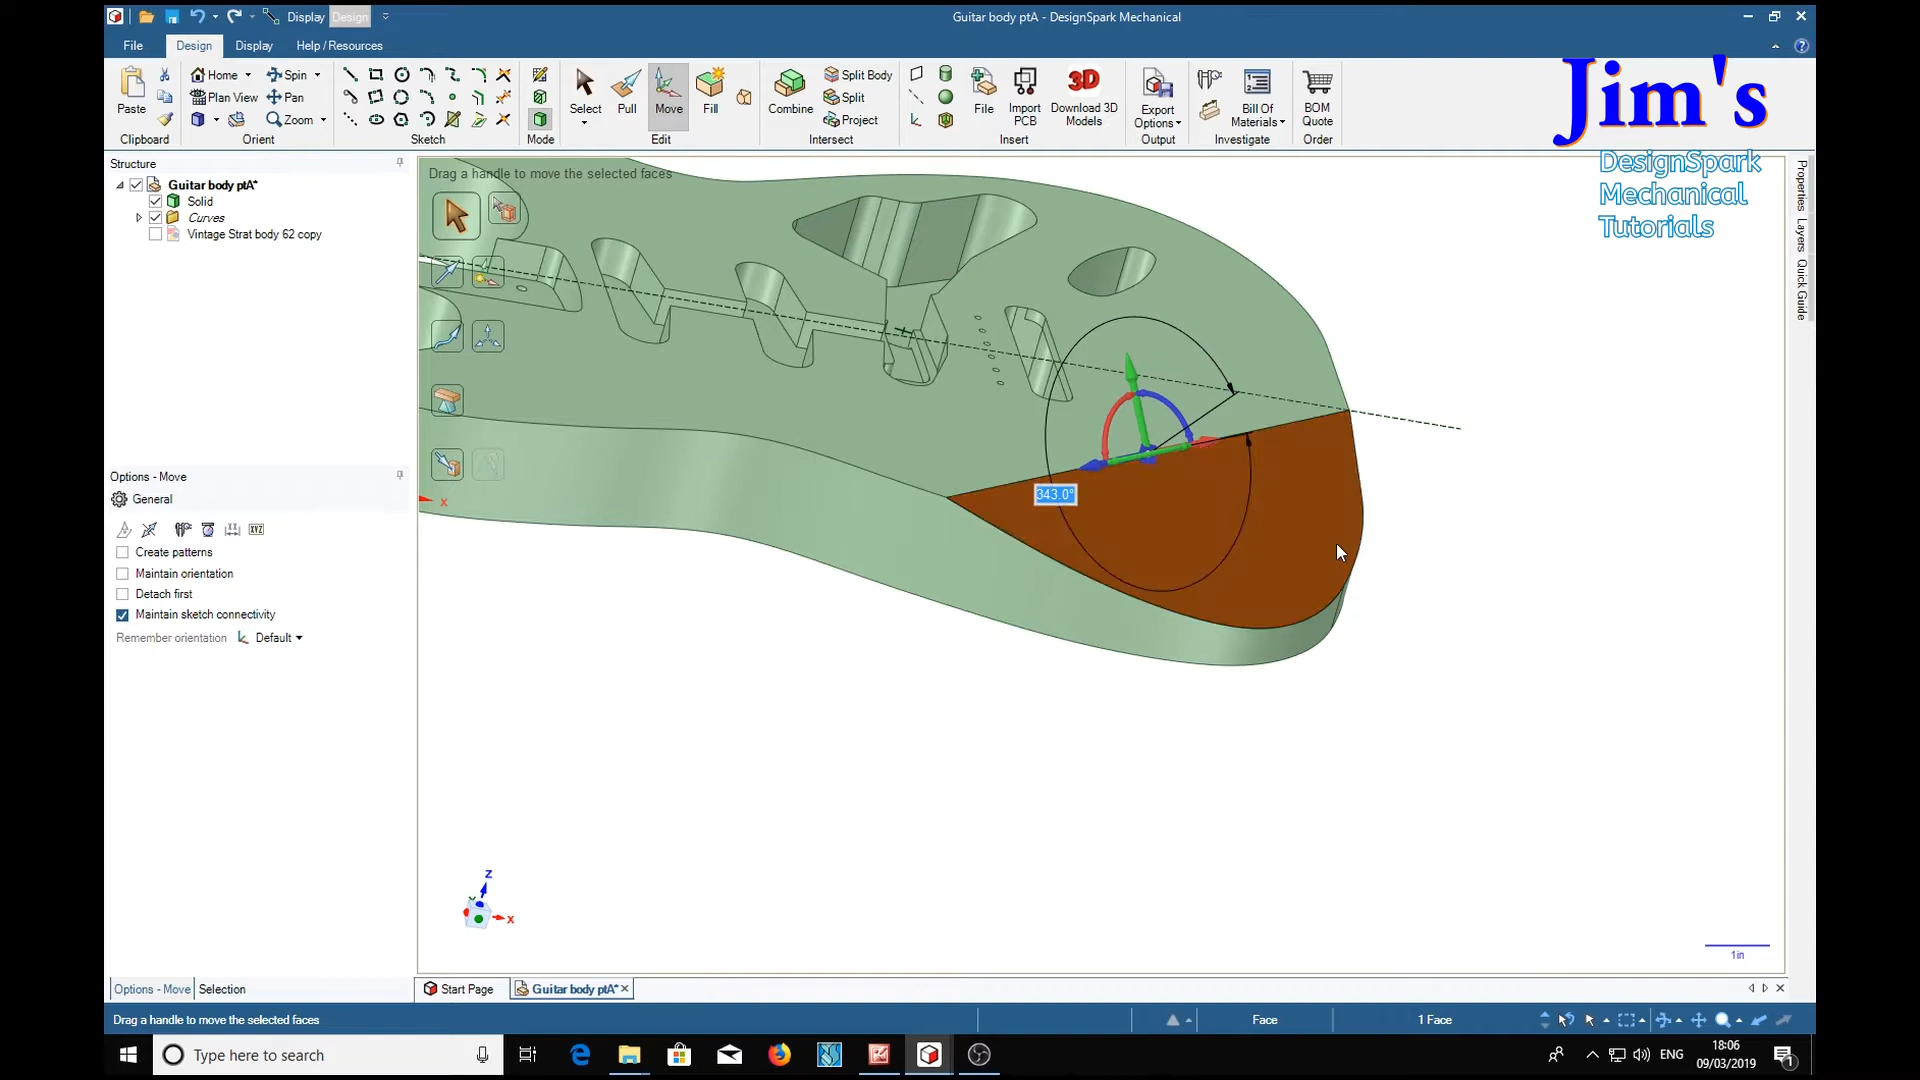 Display Design
Guitar body ptA - DesignSpark Mechanical
File Design Display Help / Resources
Paste
Clipboard
Home Spin
Plan View Pan
Zoom
Orient
Sketch
Mode
Select Pull Move Fill
Edit
Combine
Split Body
Split
Project
Intersect
File Import PCB Download 3D Models
Insert
Export Options
Output
Bill Of Materials
Investigate
BOM Quote
Order
3D
Jim's
DesignSpark
Mechanical
Tutorials
Structure
Guitar body ptA*
Solid
Curves
Vintage Strat body 62 copy
Drag a handle to move the selected faces
Properties
Layers
Quick Guide
343.0°
x
Options - Move
General
XYZ
Create patterns
Maintain orientation
Detach first
Maintain sketch connectivity
Remember orientation Default
z
x
1in
Options - Move Selection
Start Page Guitar body ptA*
Drag a handle to move the selected faces
Face
1 Face
Type here to search
ENG
18:06
09/03/2019
1